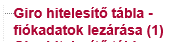 Giro hitelesítő tábla -
fiókadatok lezárása (1)